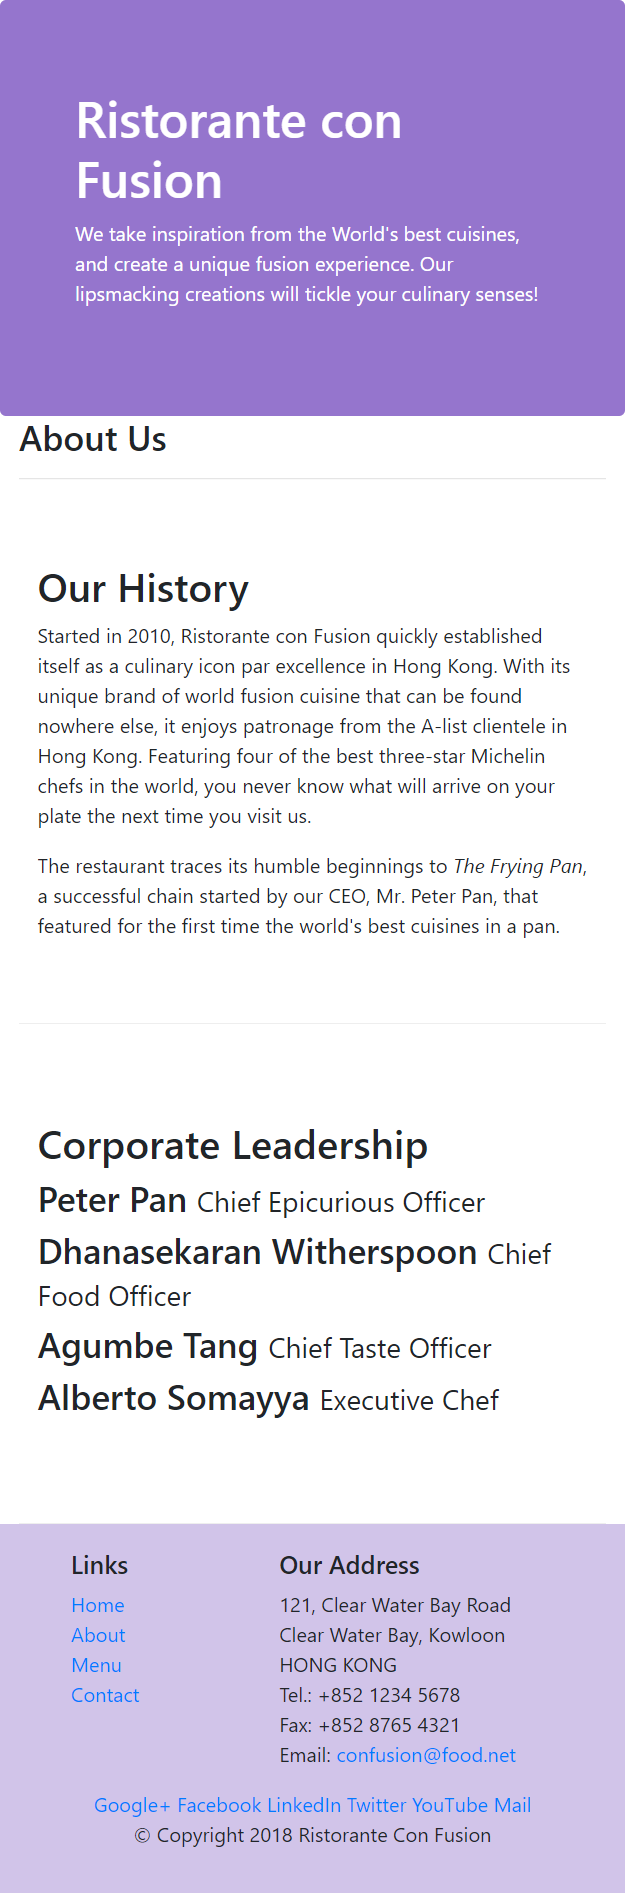 Ristorante con
Fusion
We take inspiration from the World's best cuisines,
and create a unique fusion experience. Our
lipsmacking creations will tickle your culinary senses!
About Us
Our History
Started in 2010, Ristorante con Fusion quickly established
itself as a culinary icon par excellence in Hong Kong. With its
unique brand of world fusion cuisine that can be found
nowhere else, it enjoys patronage from the A-list clientele in
Hong Kong. Featuring four of the best three-star Michelin
chefs in the world, you never know what will arrive on your
plate the next time you visit us.
The restaurant traces its humble beginnings to The Frying Pan,
a successful chain started by our CEO, Mr. Peter Pan, that
featured for the first time the world's best cuisines in a pan.
Corporate Leadership
Peter Pan Chief Epicurious Officer
Dhanasekaran Witherspoon Chief
Food Officer
Agumbe Tang Chief Taste Officer
Alberto Somayya Executive Chef
Links
Home
About
Menu
Contact
Our Address
121, Clear Water Bay Road
Clear Water Bay, Kowloon
HONG KONG
Tel.: +852 1234 5678
Fax: +852 8765 4321
Email: confusion@food.net
Google+ Facebook LinkedIn Twitter YouTube Mail
© Copyright 2018 Ristorante Con Fusion